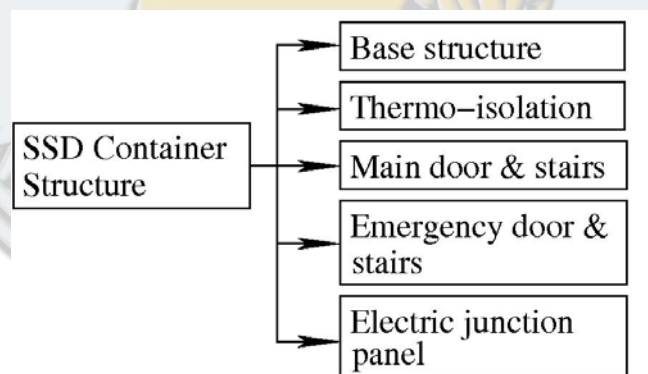 SSD Container
Structure
Base structure
Thermo-isolation
Main door & stairs
Emergency door &
stairs
Electric junction
panel